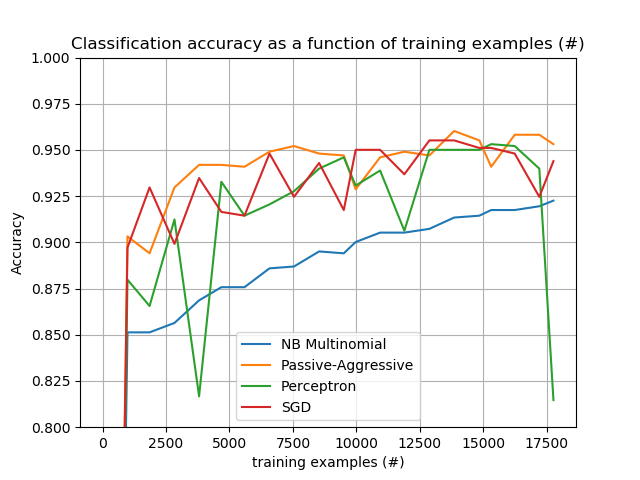 Classification accuracy as a function of training examples (#)
1.000
0.975
0.950
0.925
0.900
0.875
0.850
0.825
0.800
Accuracy
NB Multinomial
Passive-Aggressive
Perceptron
SGD
0 2500 5000 7500 10000 12500 15000 17500
training examples (#)